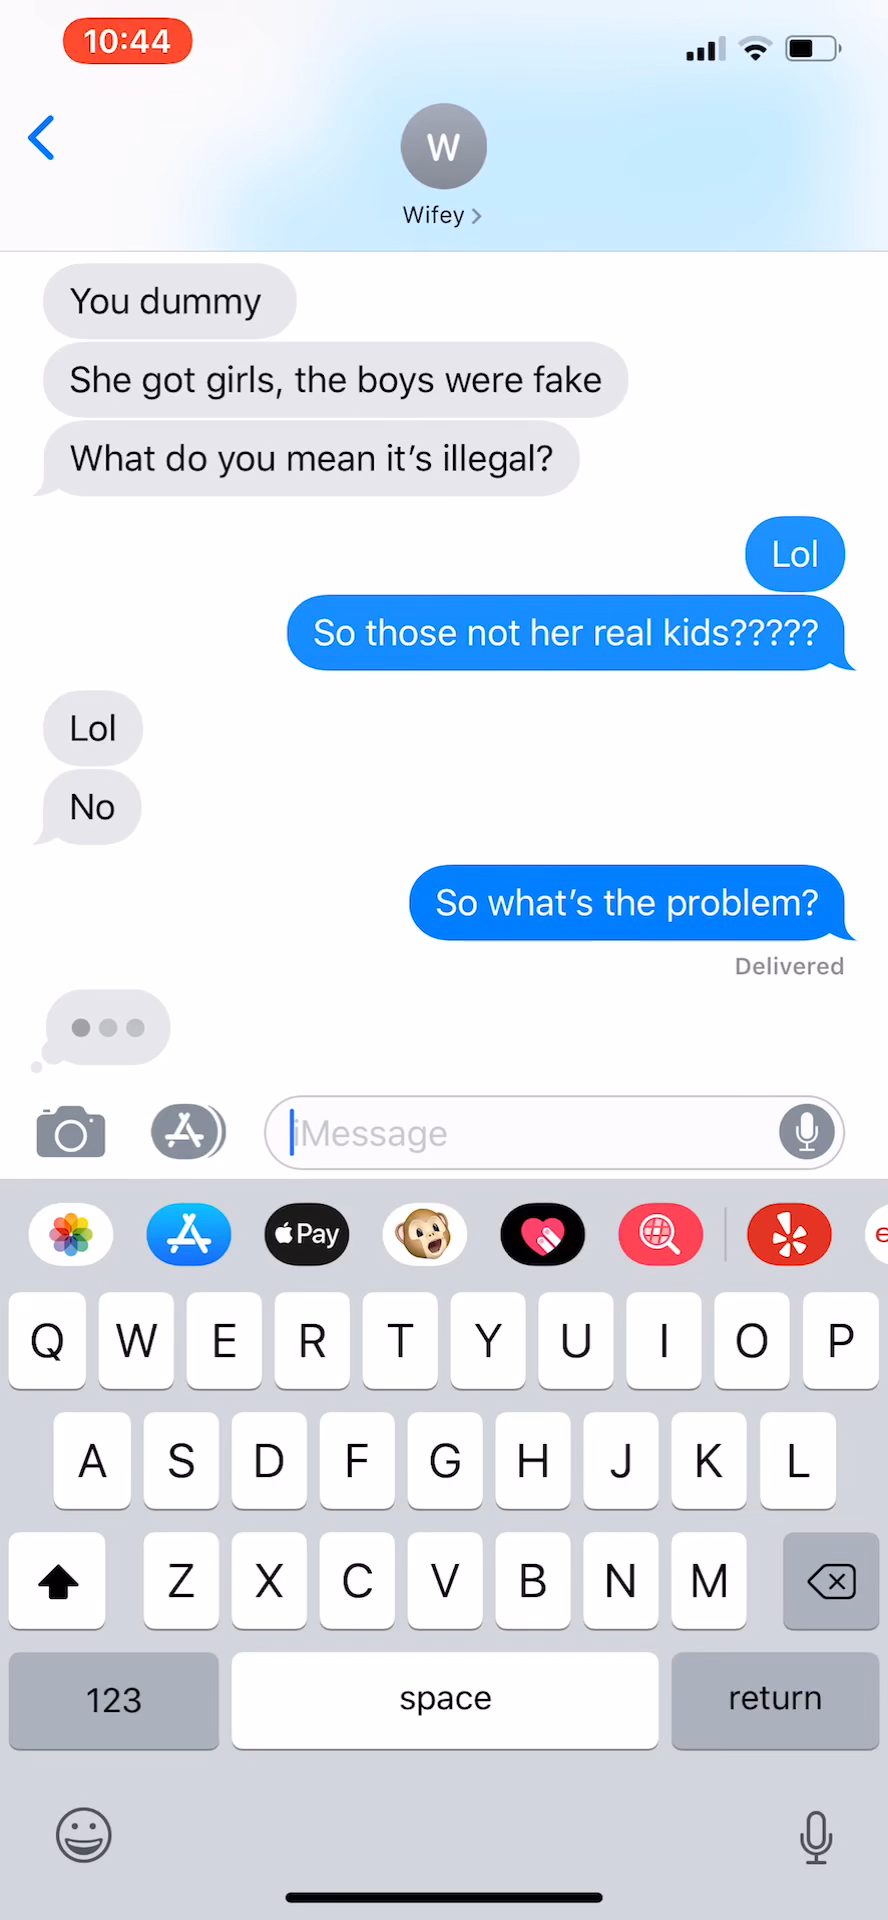 10:44
W
Wifey
You dummy
She got girls, the boys were fake
What do you mean it’s illegal?
Lol
So those not her real kids?????
Lol
No
So what’s the problem?
Delivered
iMessage
Pay
e
Q W E R T Y U I O P
A S D F G H J K L
Z X C V B N M
123 space return